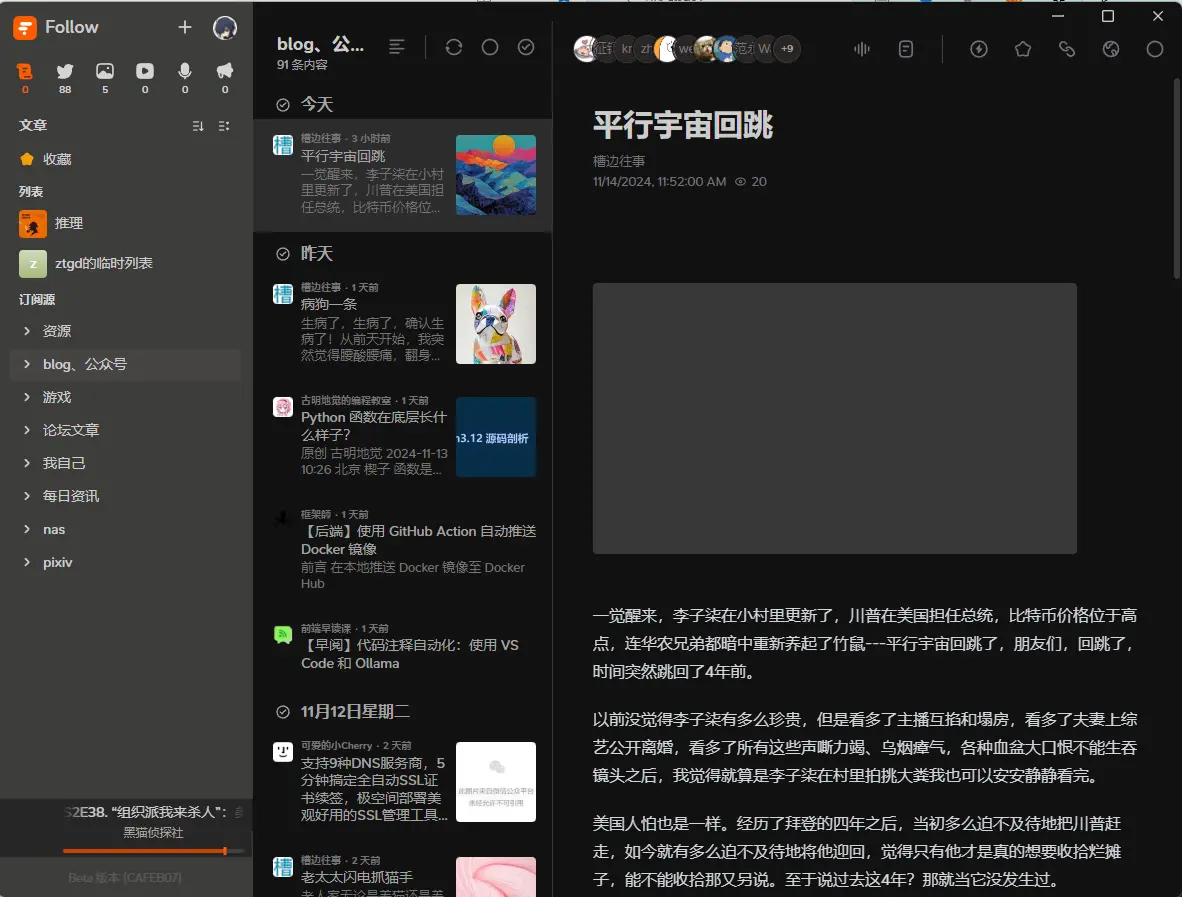 Follow
0
88
5
0
0
0
文章
收藏
列表
推理
z
ztgd的临时列表
订阅源
资源
blog、公众号
游戏
论坛文章
我自己
每日资讯
nas
pixiv
S2E38. “组织派我来杀人”：
黑猫侦探社
Beta 版本 (CAFEB07)
blog、公...
91 条内容
今天
槽
槽边往事 · 3 小时前
平行宇宙回跳
一觉醒来，李子柒在小村
里更新了，川普在美国担
任总统，比特币价格位...
昨天
槽
槽边往事 · 1 天前
病狗一条
生病了，生病了，确认生
病了！从前天开始，我突
然觉得腰酸腰痛，翻身...
古明地觉的编程教室 · 1 天前
Python 函数在底层长什
么样子？
原创 古明地觉 2024-11-13
10:26 北京 楔子 函数是...
n3.12 源码剖析
框架師 · 1 天前
【后端】使用 GitHub Action 自动推送
Docker 镜像
前言 在本地推送 Docker 镜像至 Docker
Hub
前端早读课 · 1 天前
【早阅】代码注释自动化：使用 VS
Code 和 Ollama
11月12日星期二
可爱的小Cherry · 2 天前
支持9种DNS服务商，5
分钟搞定全自动SSL证
书续签，极空间部署美
观好用的SSL管理工具...
此图片来自微信公众平台
未经允许不可引用
槽
槽边往事 · 2 天前
老太太闪电抓猫手
kr
zh
we
W
+9
平行宇宙回跳
槽边往事
11/14/2024, 11:52:00 AM 20
一觉醒来，李子柒在小村里更新了，川普在美国担任总统，比特币价格位于高
点，连华农兄弟都暗中重新养起了竹鼠---平行宇宙回跳了，朋友们，回跳了，
时间突然跳回了4年前。
以前没觉得李子柒有多么珍贵，但是看多了主播互掐和塌房，看多了夫妻上综
艺公开离婚，看多了所有这些声嘶力竭、乌烟瘴气，各种血盆大口恨不能生吞
镜头之后，我觉得就算是李子柒在村里拍挑大粪我也可以安安静静看完。
美国人怕也是一样。经历了拜登的四年之后，当初多么迫不及待地把川普赶
走，如今就有多么迫不及待地将他迎回，觉得只有他才是真的想要收拾烂摊
子，能不能收拾那又另说。至于说过去这4年？那就当它没发生过。